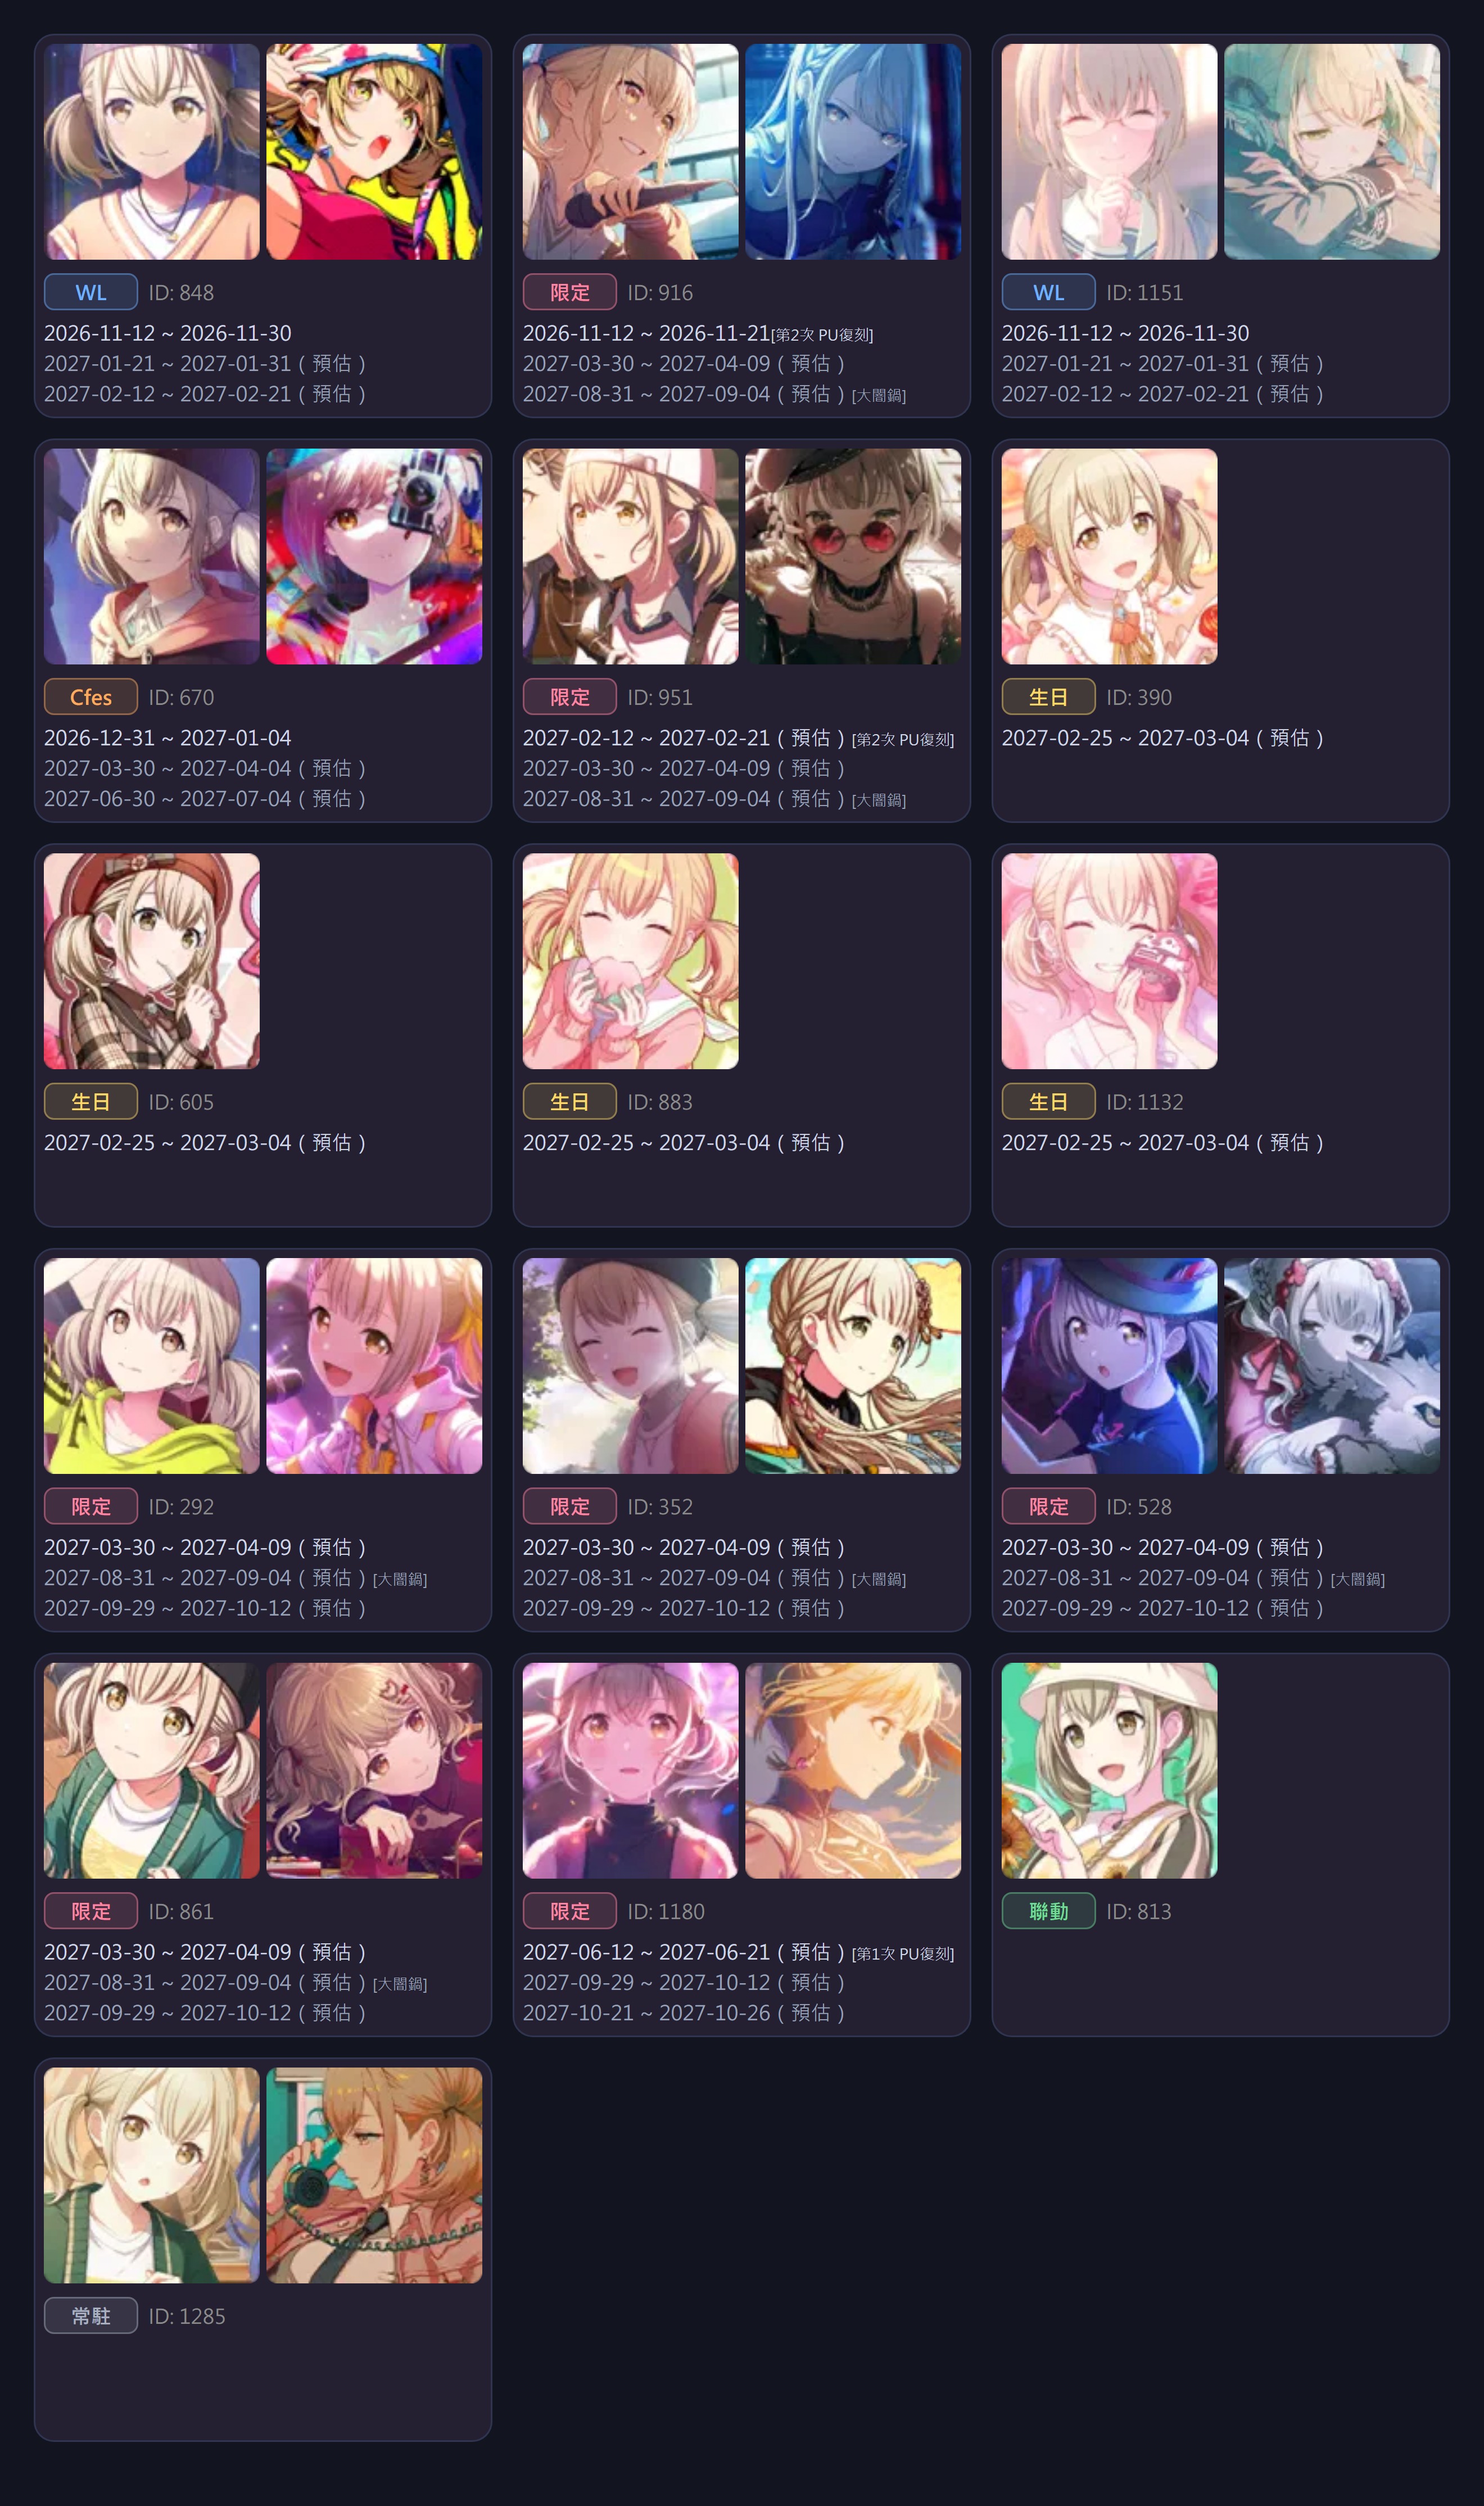 WL ID: 848
2026-11-12 ~ 2026-11-30
2027-01-21 ~ 2027-01-31 ( 預估 )
2027-02-12 ~ 2027-02-21 ( 預估 )
限定 ID: 916
2026-11-12 ~ 2026-11-21[第2次 PU復刻]
2027-03-30 ~ 2027-04-09 ( 預估 )
2027-08-31 ~ 2027-09-04 ( 預估 ) [大闇鍋]
WL ID: 1151
2026-11-12 ~ 2026-11-30
2027-01-21 ~ 2027-01-31 ( 預估 )
2027-02-12 ~ 2027-02-21 ( 預估 )
Cfes ID: 670
2026-12-31 ~ 2027-01-04
2027-03-30 ~ 2027-04-04 ( 預估 )
2027-06-30 ~ 2027-07-04 ( 預估 )
限定 ID: 951
2027-02-12 ~ 2027-02-21 ( 預估 ) [第2次 PU復刻]
2027-03-30 ~ 2027-04-09 ( 預估 )
2027-08-31 ~ 2027-09-04 ( 預估 ) [大闇鍋]
生日 ID: 390
2027-02-25 ~ 2027-03-04 ( 預估 )
生日 ID: 605
2027-02-25 ~ 2027-03-04 ( 預估 )
生日 ID: 883
2027-02-25 ~ 2027-03-04 ( 預估 )
生日 ID: 1132
2027-02-25 ~ 2027-03-04 ( 預估 )
限定 ID: 292
2027-03-30 ~ 2027-04-09 ( 預估 )
2027-08-31 ~ 2027-09-04 ( 預估 ) [大闇鍋]
2027-09-29 ~ 2027-10-12 ( 預估 )
限定 ID: 352
2027-03-30 ~ 2027-04-09 ( 預估 )
2027-08-31 ~ 2027-09-04 ( 預估 ) [大闇鍋]
2027-09-29 ~ 2027-10-12 ( 預估 )
限定 ID: 528
2027-03-30 ~ 2027-04-09 ( 預估 )
2027-08-31 ~ 2027-09-04 ( 預估 ) [大闇鍋]
2027-09-29 ~ 2027-10-12 ( 預估 )
限定 ID: 861
2027-03-30 ~ 2027-04-09 ( 預估 )
2027-08-31 ~ 2027-09-04 ( 預估 ) [大闇鍋]
2027-09-29 ~ 2027-10-12 ( 預估 )
限定 ID: 1180
2027-06-12 ~ 2027-06-21 ( 預估 ) [第1次 PU復刻]
2027-09-29 ~ 2027-10-12 ( 預估 )
2027-10-21 ~ 2027-10-26 ( 預估 )
聯動 ID: 813
常駐 ID: 1285